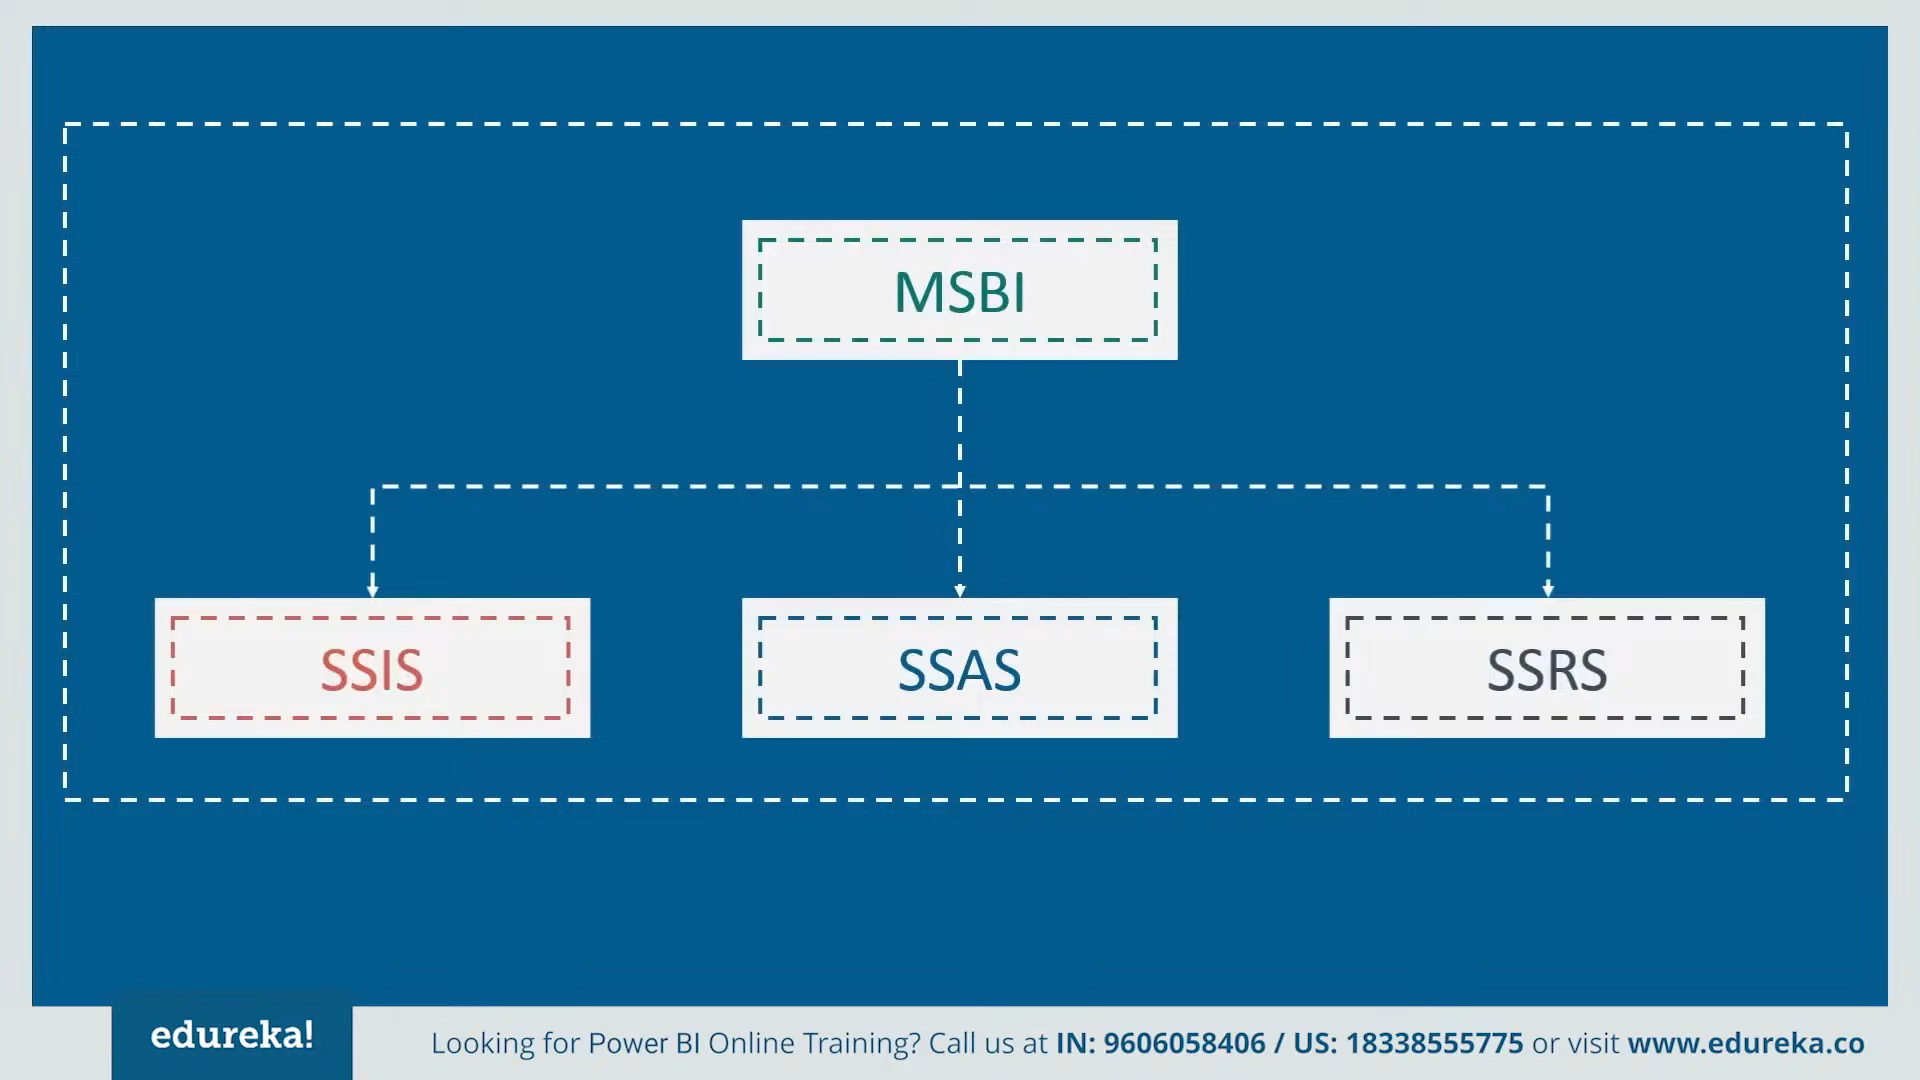 MSBI
SSIS
SSAS
SSRS
edureka!
Looking for Power BI Online Training? Call us at IN: 9606058406 / US: 18338555775 or visit www.edureka.co